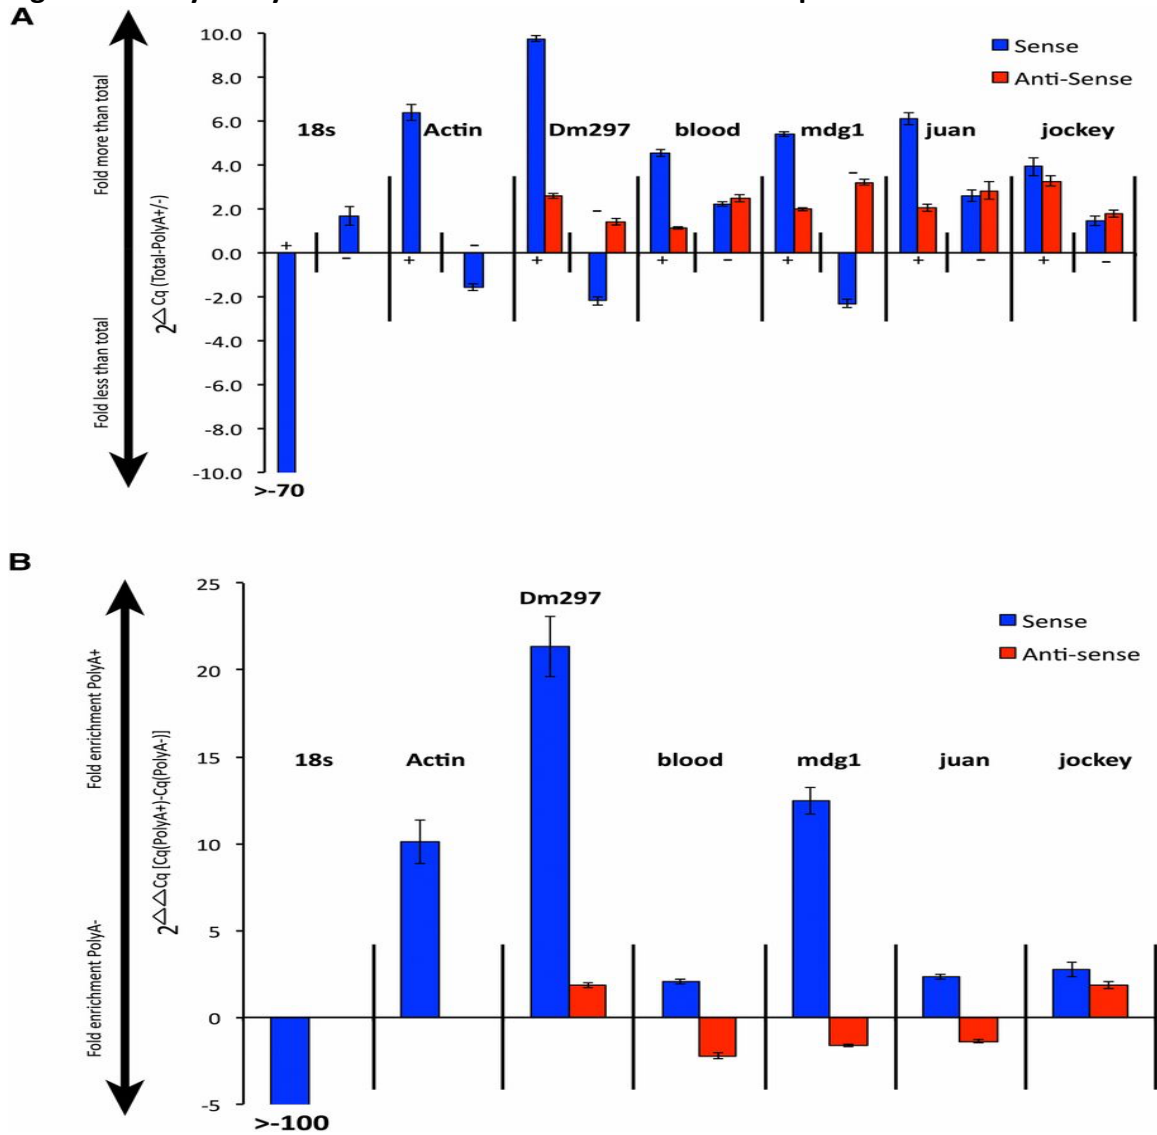 A
Sense
Anti-Sense
Fold more than total
Fold less than total
2△Cq (Total-PolyA+/-)
10.0
8.0
6.0
4.0
2.0
0.0
-2.0
-4.0
-6.0
-8.0
-10.0
18s
Actin
Dm297
blood
mdg1
juan
jockey
+ − + − + − + − + − + − + −
>-70
B
Sense
Anti-sense
Fold enrichment PolyA+
Fold enrichment PolyA-
2△△Cq [Cq(PolyA+)-Cq(PolyA-)]
25
20
15
10
5
0
-5
Dm297
18s
Actin
blood
mdg1
juan
jockey
>-100